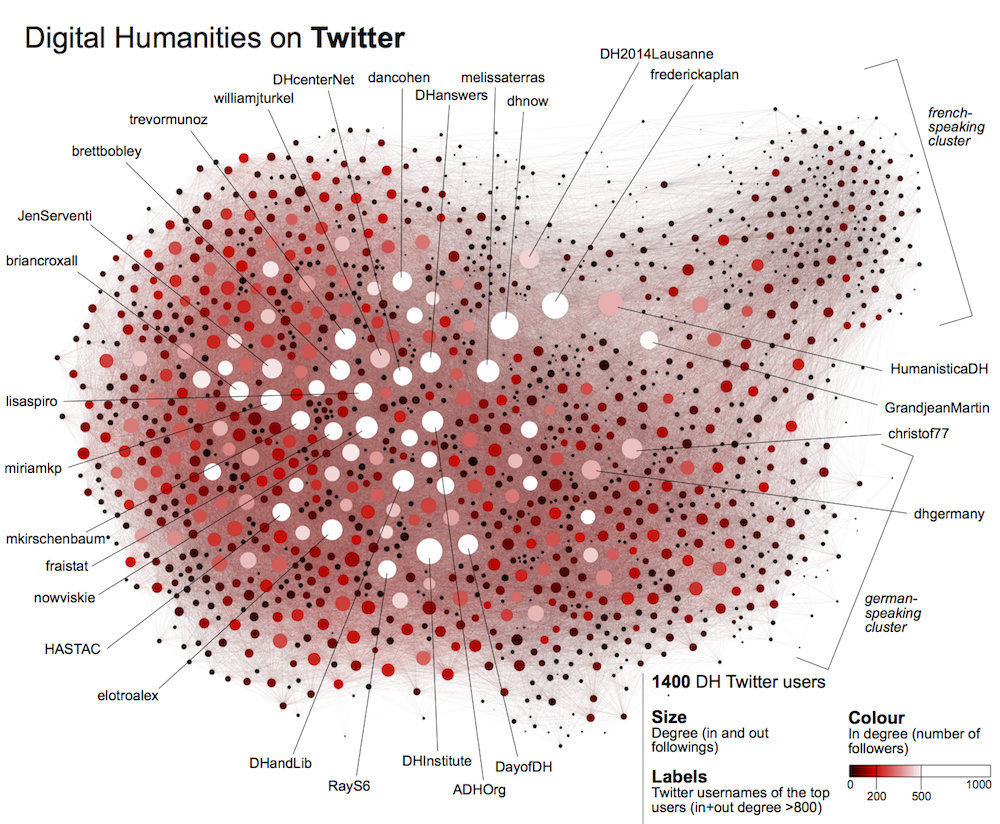 Digital Humanities on Twitter
DH2014Lausanne
DHcenterNet
dancohen
melissaterras
frederickaplan
williamjturkel
DHanswers
dhnow
trevormunoz
french-
speaking
cluster
brettbobley
JenServenti
briancroxall
HumanisticaDH
lisaspiro
GrandjeanMartin
christof77
miriamkp
dhgermany
mkirschenbaum
fraistat
nowviskie
german-
speaking
cluster
HASTAC
elotroalex
DHandLib
RayS6
DHInstitute
ADHOrg
DayofDH
1400 DH Twitter users
Size
Degree (in and out
followings)
Labels
Twitter usernames of the top
users (in+out degree >800)
Colour
In degree (number of
followers)
0 200 500 1000